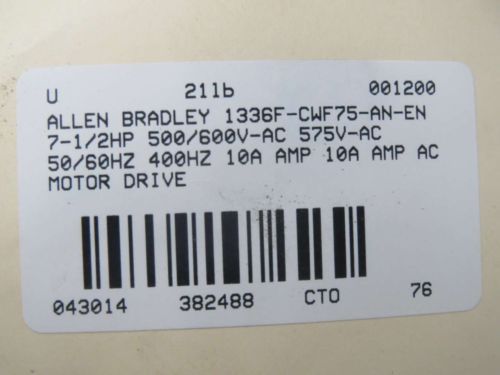 U 21lb 001200
ALLEN BRADLEY 1336F-CWF75-AN-EN
7-1/2HP 500/600V-AC 575V-AC
50/60HZ 400HZ 10A AMP 10A AMP AC
MOTOR DRIVE
043014 382488 CTO 76